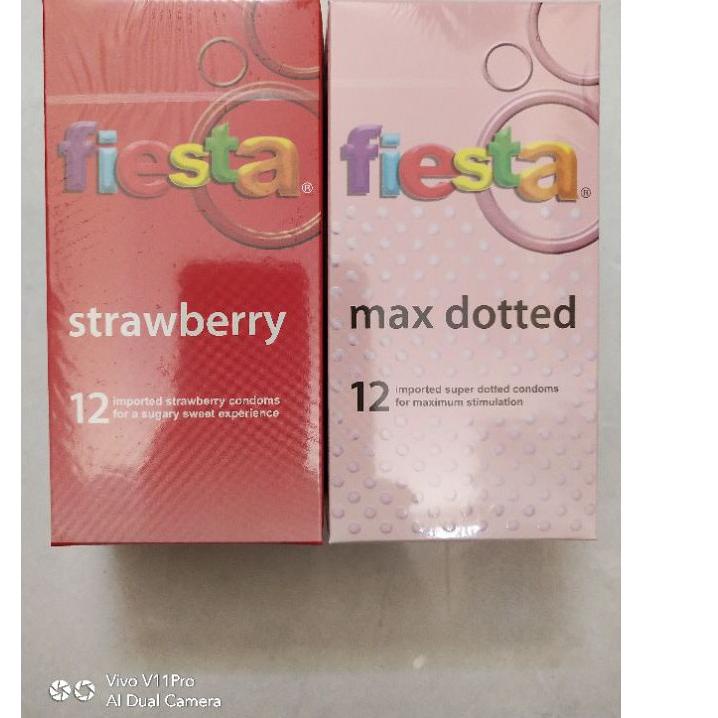 fiesta®
strawberry
12 imported strawberry condoms
for a sugary sweet experience
fiesta®
max dotted
12 imported super dotted condoms
for maximum stimulation
Vivo V11Pro
AI Dual Camera